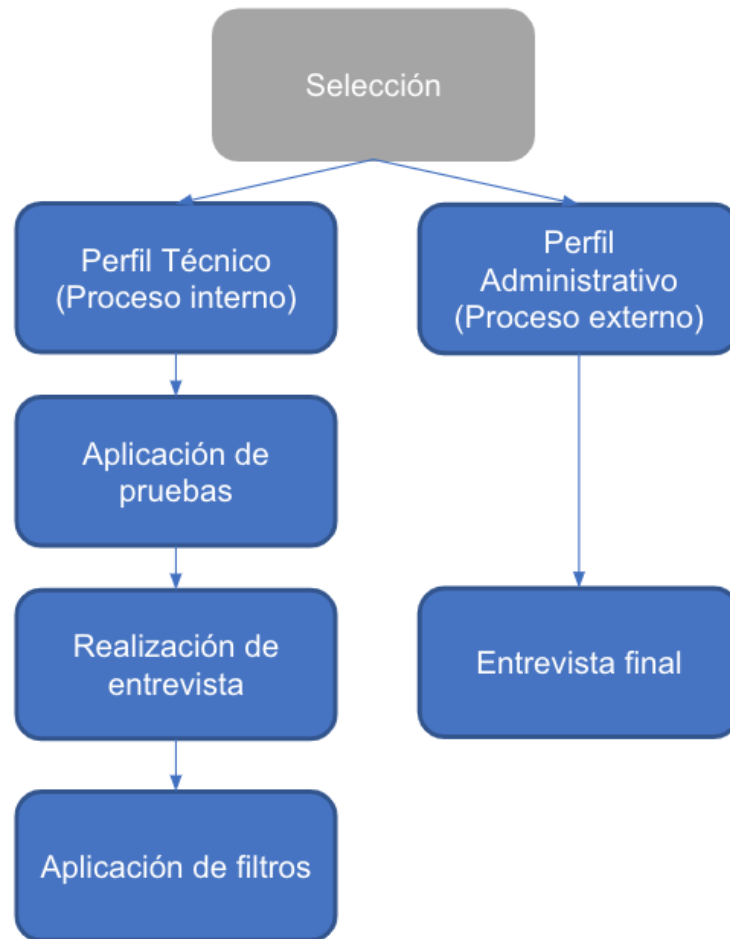 Selección
Perfil Técnico
(Proceso interno)
Perfil
Administrativo
(Proceso externo)
Aplicación de
pruebas
Realización de
entrevista
Entrevista final
Aplicación de filtros